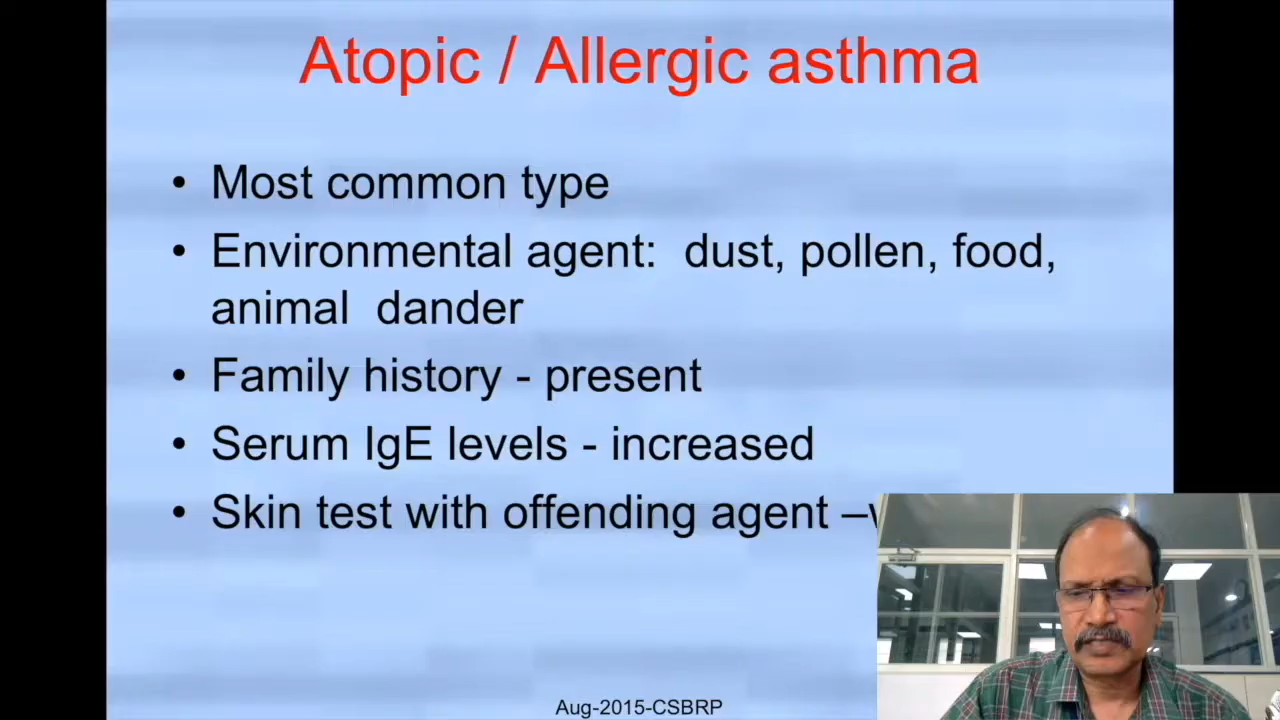 Atopic / Allergic asthma
• Most common type
• Environmental agent: dust, pollen, food,
animal dander
• Family history - present
• Serum IgE levels - increased
• Skin test with offending agent –
Aug-2015-CSBRP